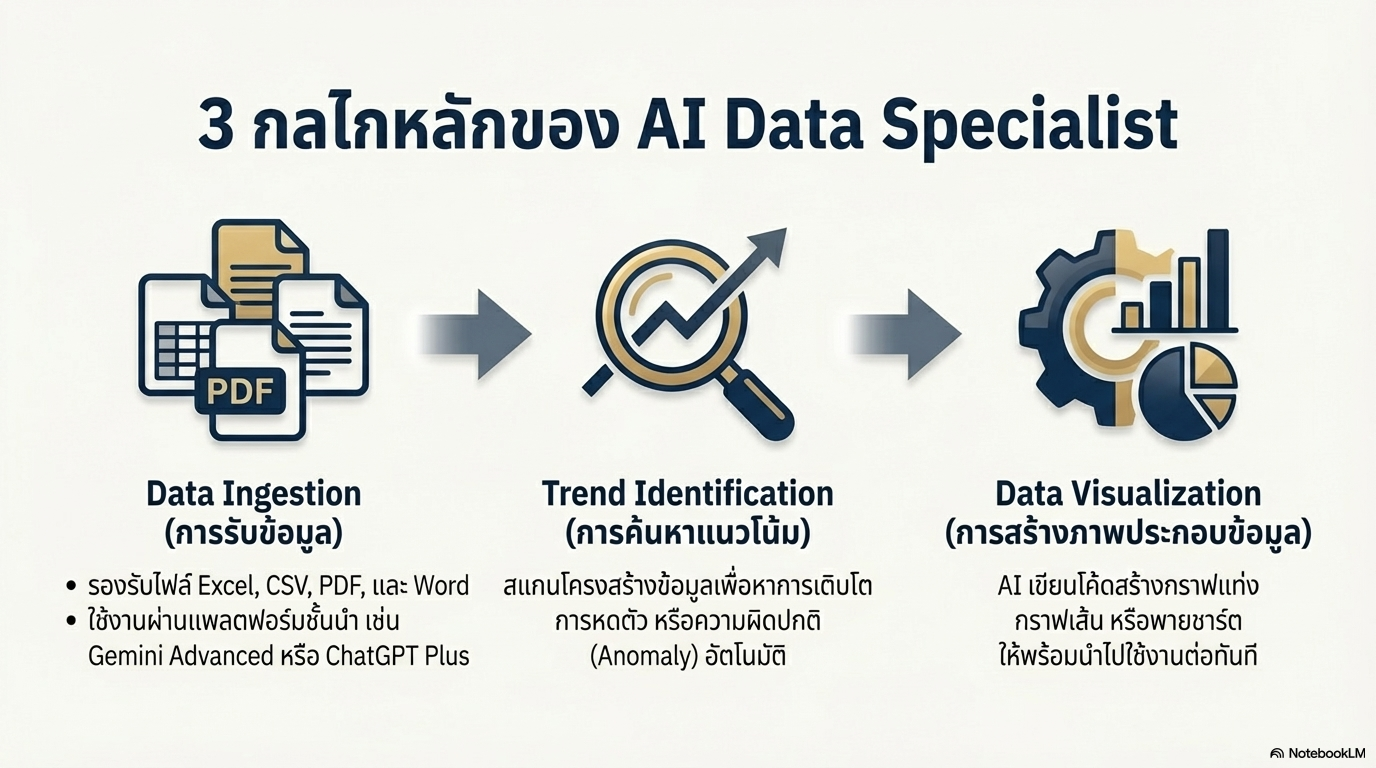 3 กลไกหลักของ AI Data Specialist
PDF
Data Ingestion
(การรับข้อมูล)
• รองรับไฟล์ Excel, CSV, PDF, และ Word
• ใช้งานผ่านแพลตฟอร์มชั้นนำ เช่น
Gemini Advanced หรือ ChatGPT Plus
Trend Identification
(การค้นหาแนวโน้ม)
สแกนโครงสร้างข้อมูลเพื่อหาการเติบโต
การหดตัว หรือความผิดปกติ
(Anomaly) อัตโนมัติ
Data Visualization
(การสร้างภาพประกอบข้อมูล)
AI เขียนโค้ดสร้างกราฟแท่ง
กราฟเส้น หรือพายชาร์ต
ให้พร้อมนำไปใช้งานต่อทันที
NotebookLM